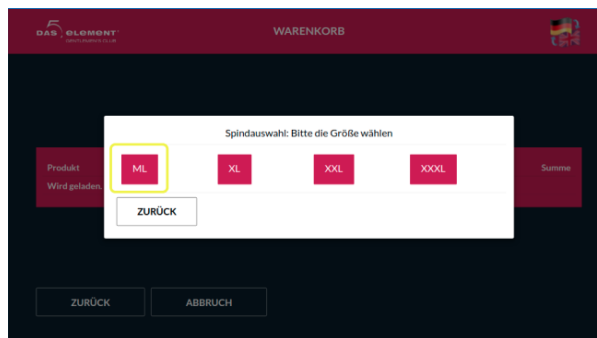 5
DAS ELEMENT
WARENKORB
Spindauswahl: Bitte die Größe wählen
Produkt
Summe
ML
XL
XXL
XXXL
Wird geladen.
ZURÜCK
ZURÜCK
ABBRUCH